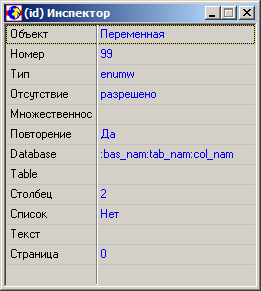 (id) Инспектор
Объект Переменная
Номер 99
Тип enumw
Отсутствие разрешено
Множественнос
Повторение Да
Database :bas_nam:tab_nam:col_nam
Table
Столбец 2
Список Нет
Текст
Страница 0